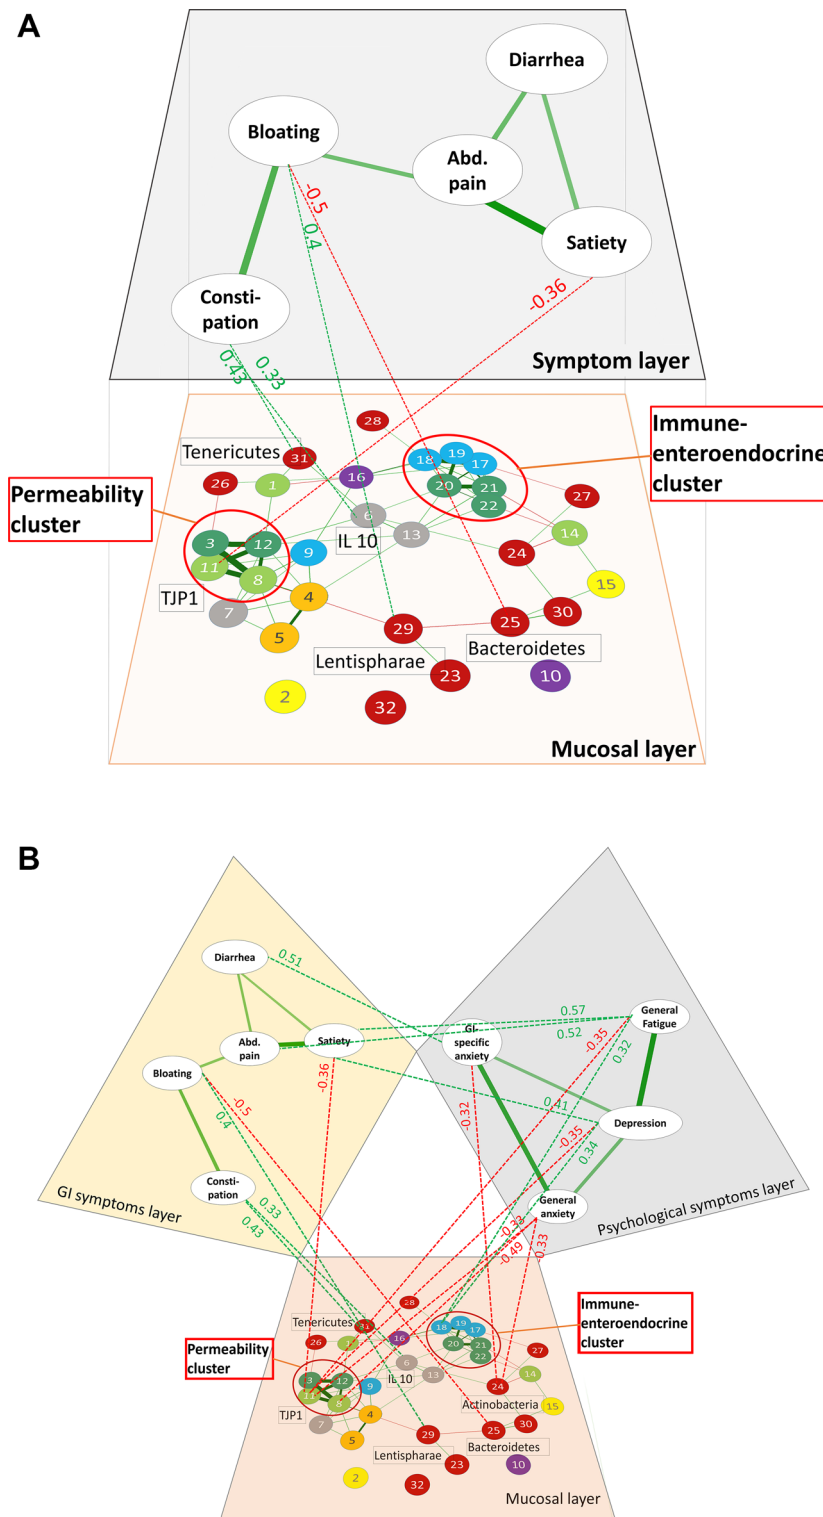 A
Diarrhea
Bloating
Abd.
pain
Satiety
-0.5
0.4
-0.36
Consti-
pation
0.43
0.33
Symptom layer
28
Immune-
enteroendocrine
cluster
Tenericutes
31
18
19
17
16
20
21
22
26
1
27
Permeability
cluster
6
IL 10
13
14
3
12
11
8
9
24
15
TJP1
7
4
5
29
25
30
Lentispharae
Bacteroidetes
23
10
2
32
Mucosal layer
B
Diarrhea
0.51
Abd.
pain
Satiety
Bloating
-0.36
-0.5
0.4
Consti-
pation
0.33
0.43
GI symptoms layer
GI-
specific
anxiety
0.57
0.52
General
Fatigue
-0.35
0.32
-0.32
0.41
Depression
-0.35
0.34
General
anxiety
-0.33
-0.49
-0.33
Psychological symptoms layer
28
Immune-
enteroendocrine
cluster
Tenericutes
31
18
19
17
16
20
21
22
26
1
27
Permeability
cluster
6
IL 10
13
14
3
12
11
8
9
24
Actinobacteria
15
TJP1
7
4
5
29
25
30
Lentispharae
Bacteroidetes
23
10
2
32
Mucosal layer